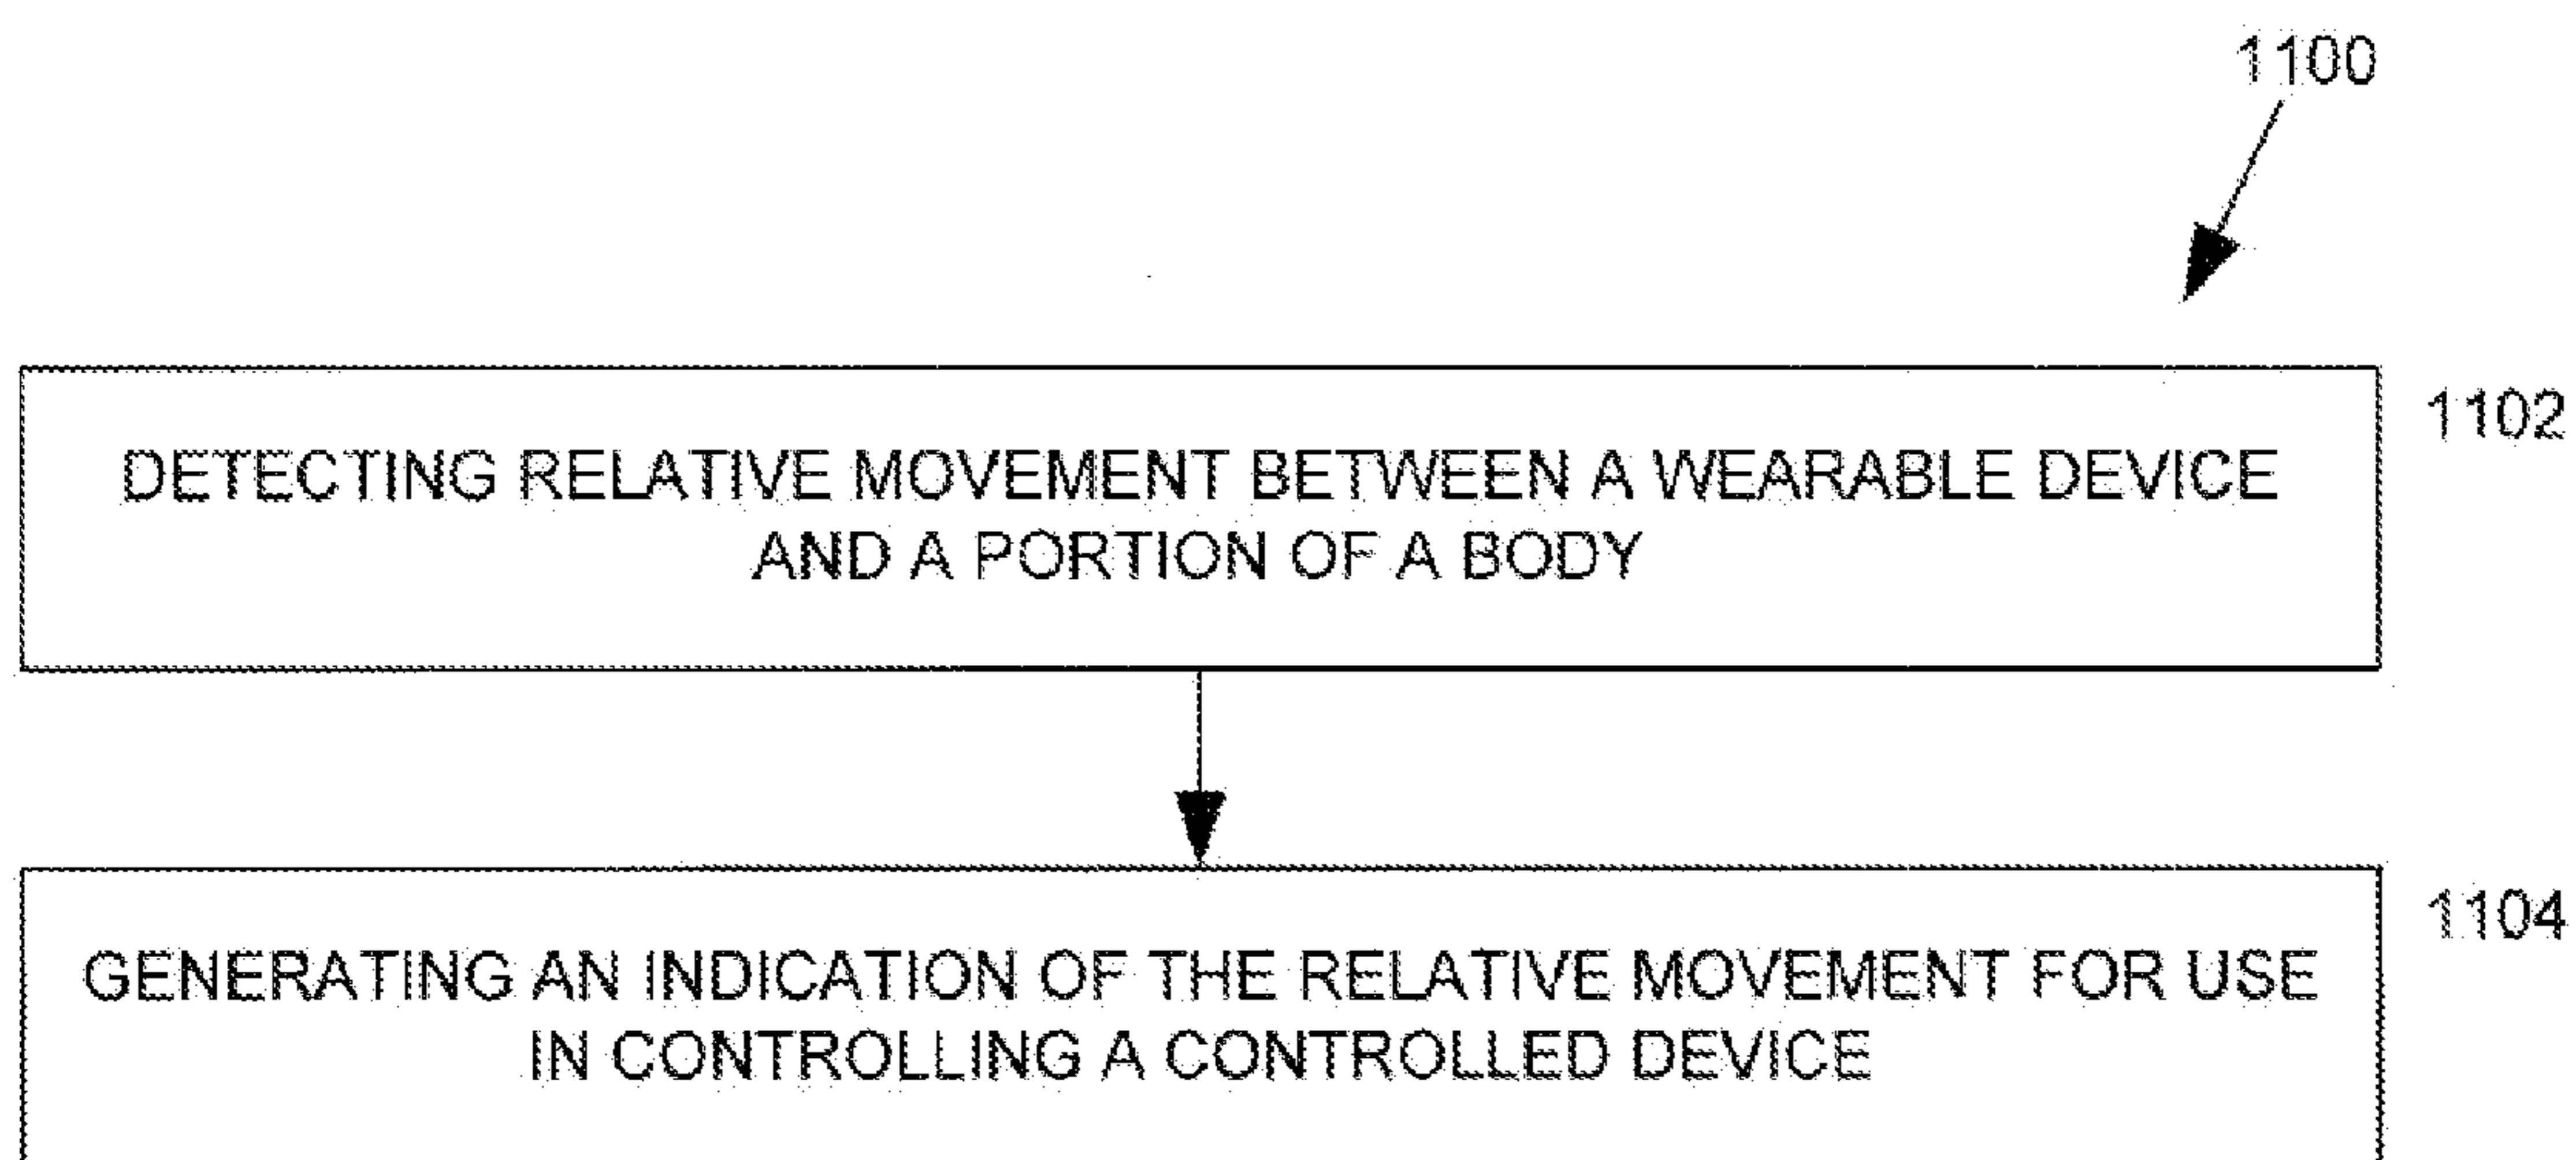 1100
1102
DETECTING RELATIVE MOVEMENT BETWEEN A WEARABLE DEVICE
AND A PORTION OF A BODY
1104
GENERATING AN INDICATION OF THE RELATIVE MOVEMENT FOR USE
IN CONTROLLING A CONTROLLED DEVICE